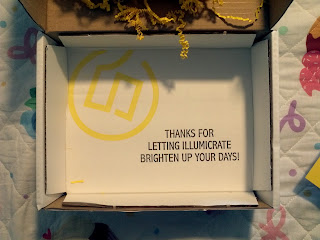 THANKS FOR
LETTING ILLUMICRATE
BRIGHTEN UP YOUR DAYS!